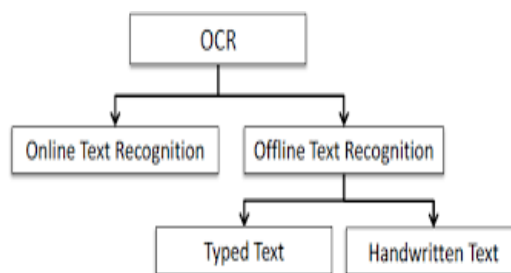 OCR
Online Text Recognition
Offline Text Recognition
Typed Text
Handwritten Text